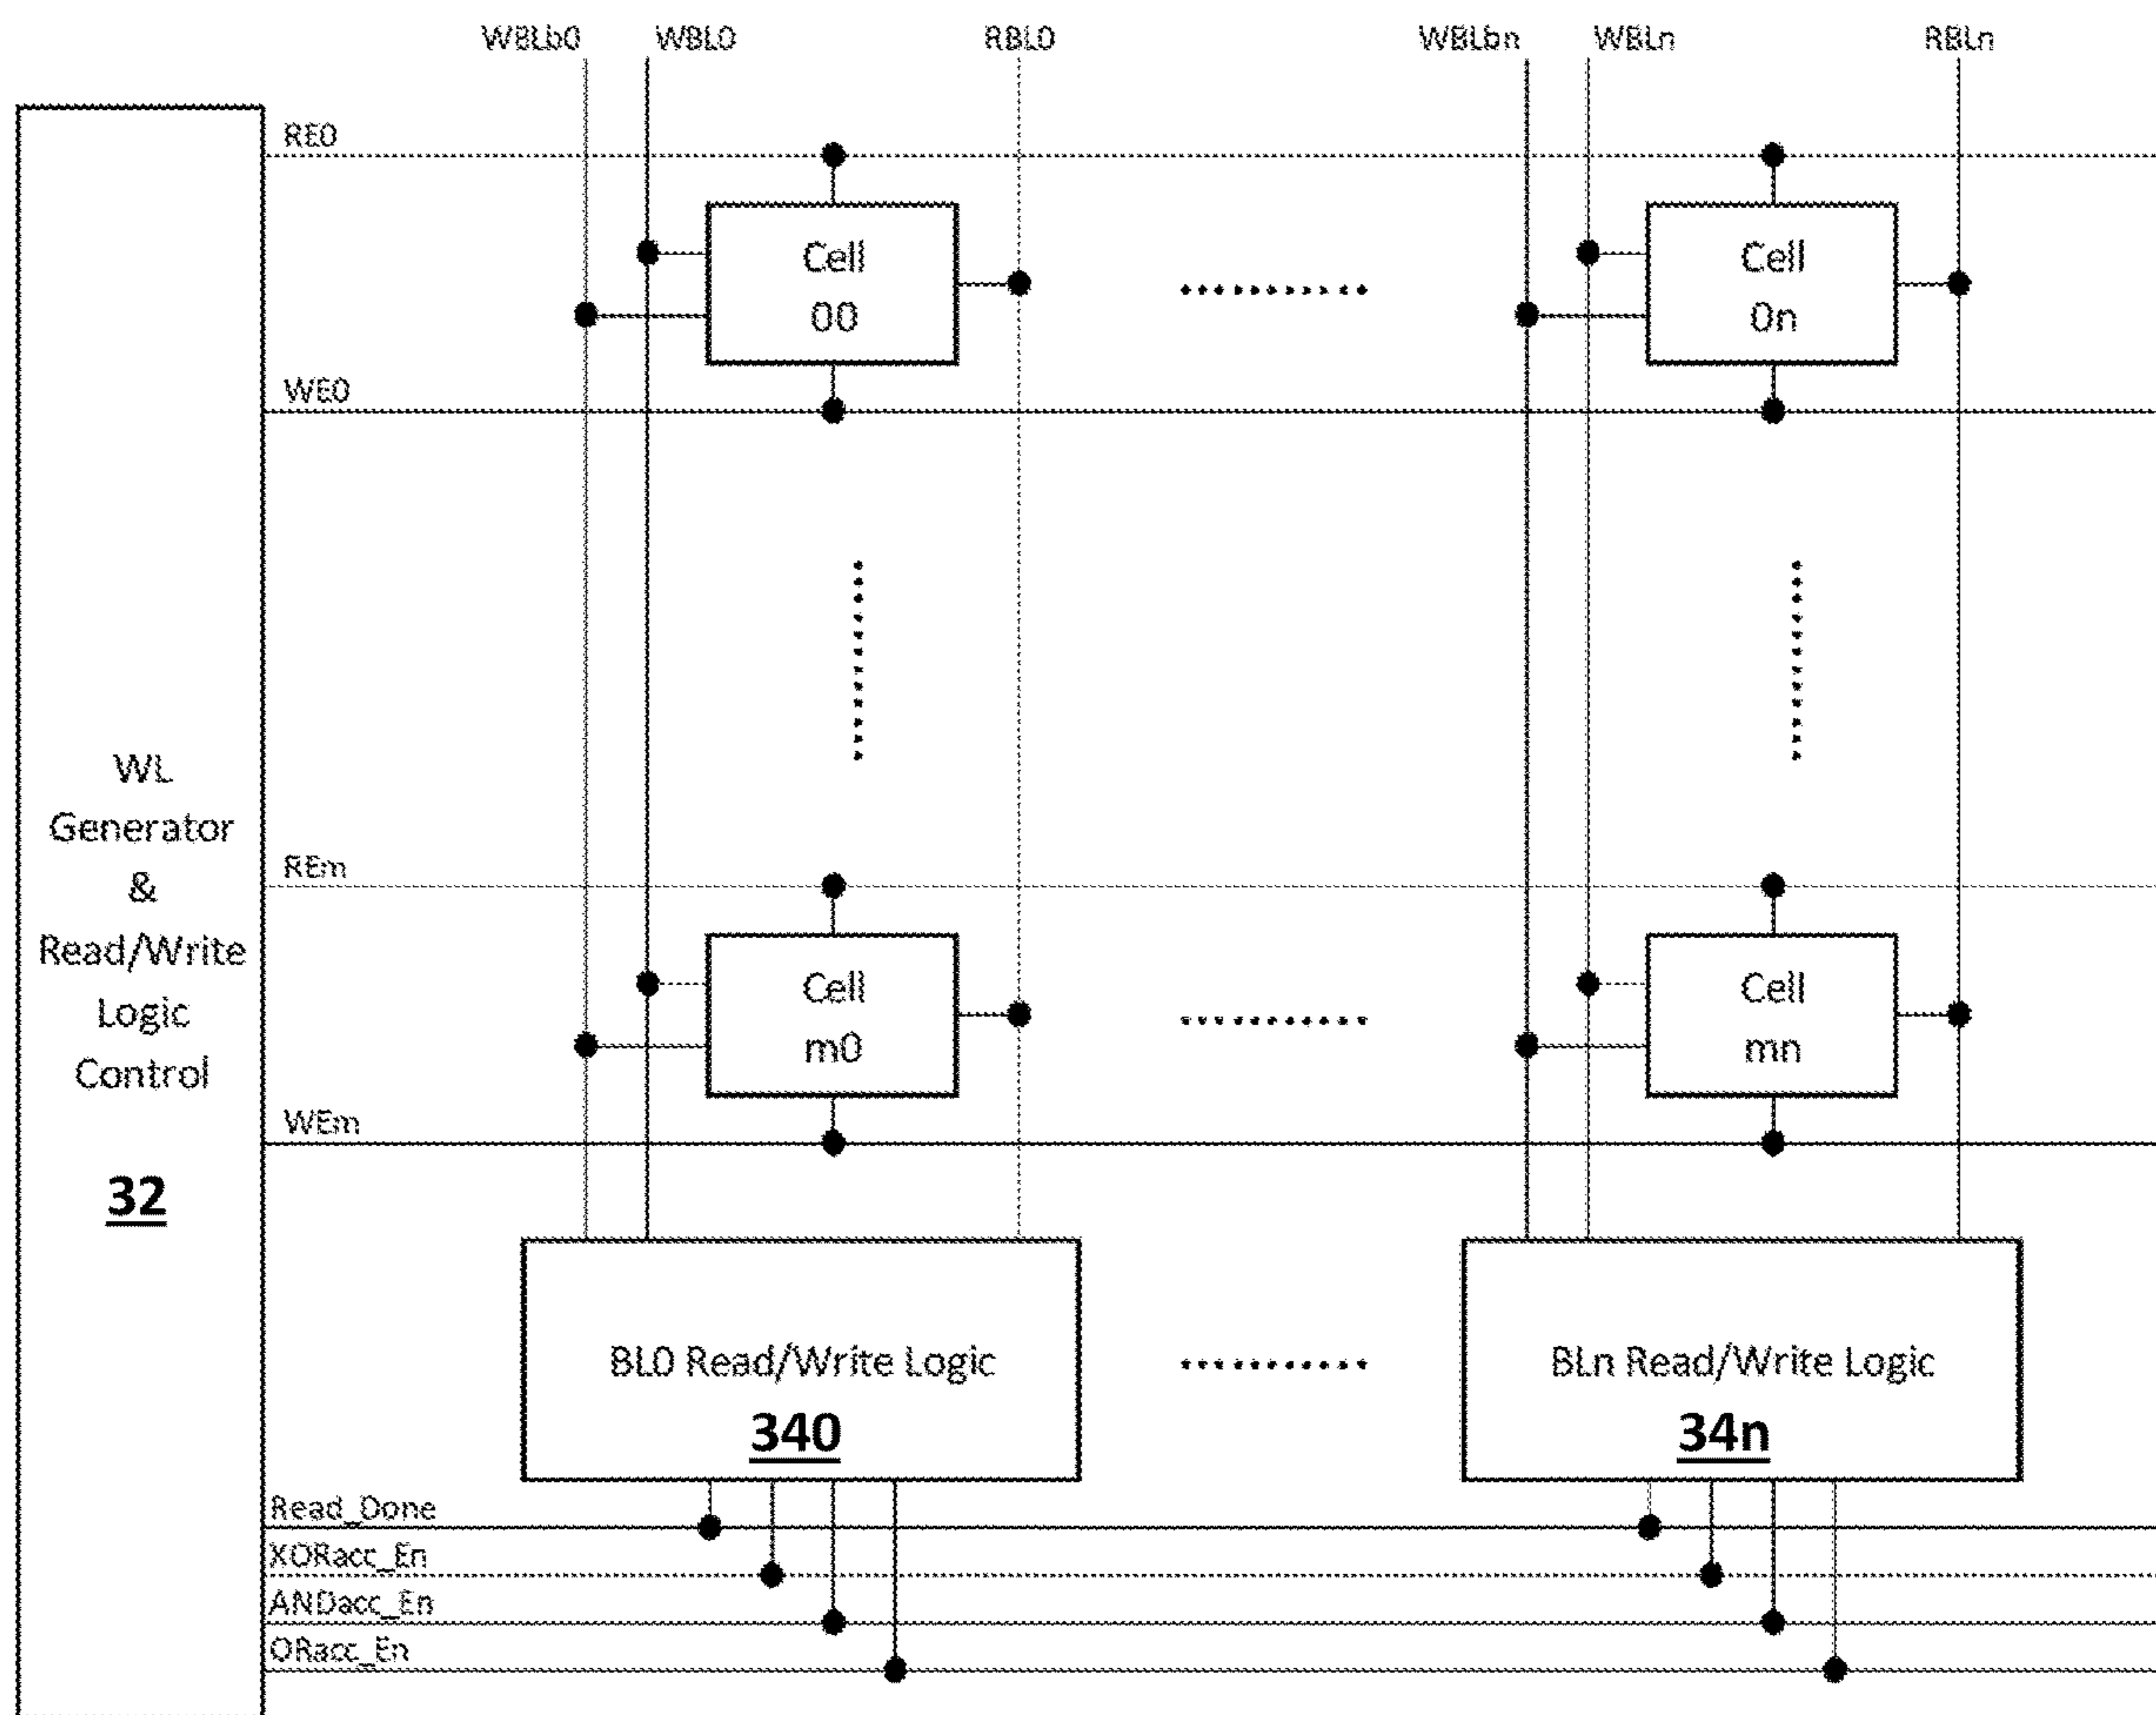 WBLb0 WBL0 RBL0 WBLbn WBLn RBLn
RE0
Cell
00
Cell
0n
WE0
WL
Generator
&
Read/Write
Logic
Control
32
REm
Cell
m0
Cell
mn
WEm
BL0 Read/Write Logic
340
BLn Read/Write Logic
34n
Read_Done
XORacc_En
ANDacc_En
ORacc_En